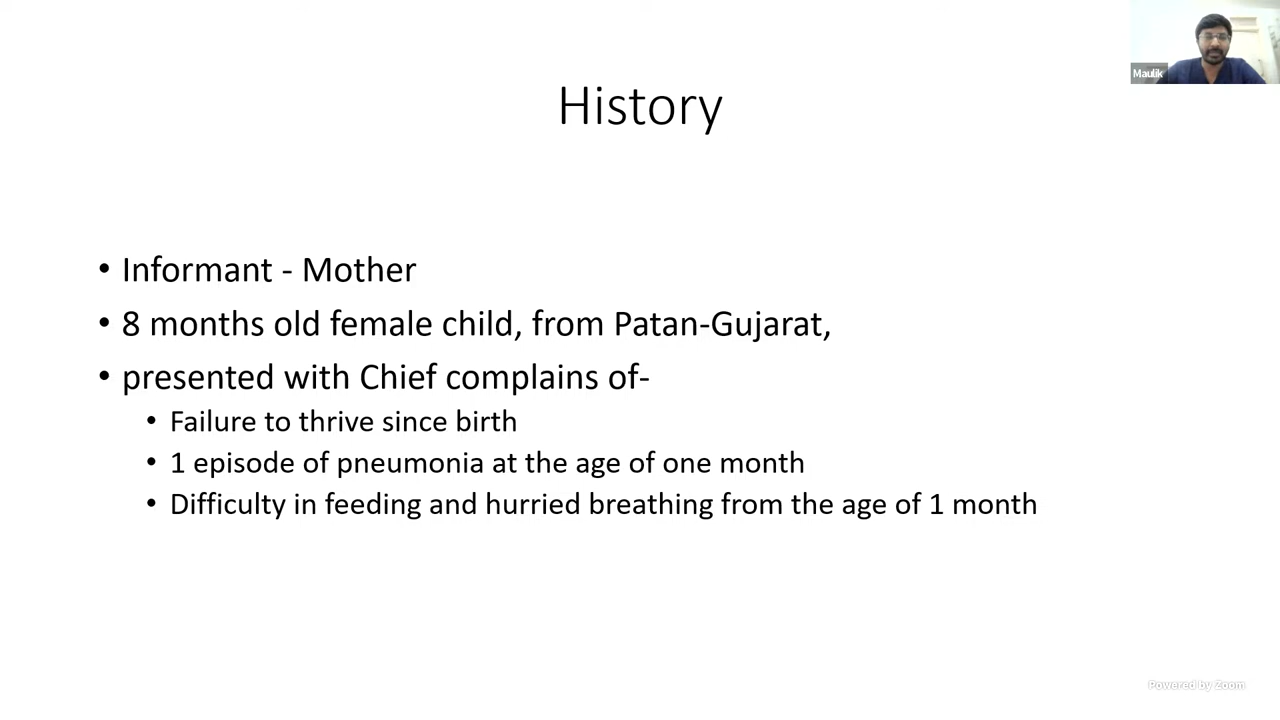 Maulik
History
• Informant - Mother
• 8 months old female child, from Patan-Gujarat,
• presented with Chief complains of-
• Failure to thrive since birth
• 1 episode of pneumonia at the age of one month
• Difficulty in feeding and hurried breathing from the age of 1 month
Powered by Zoom